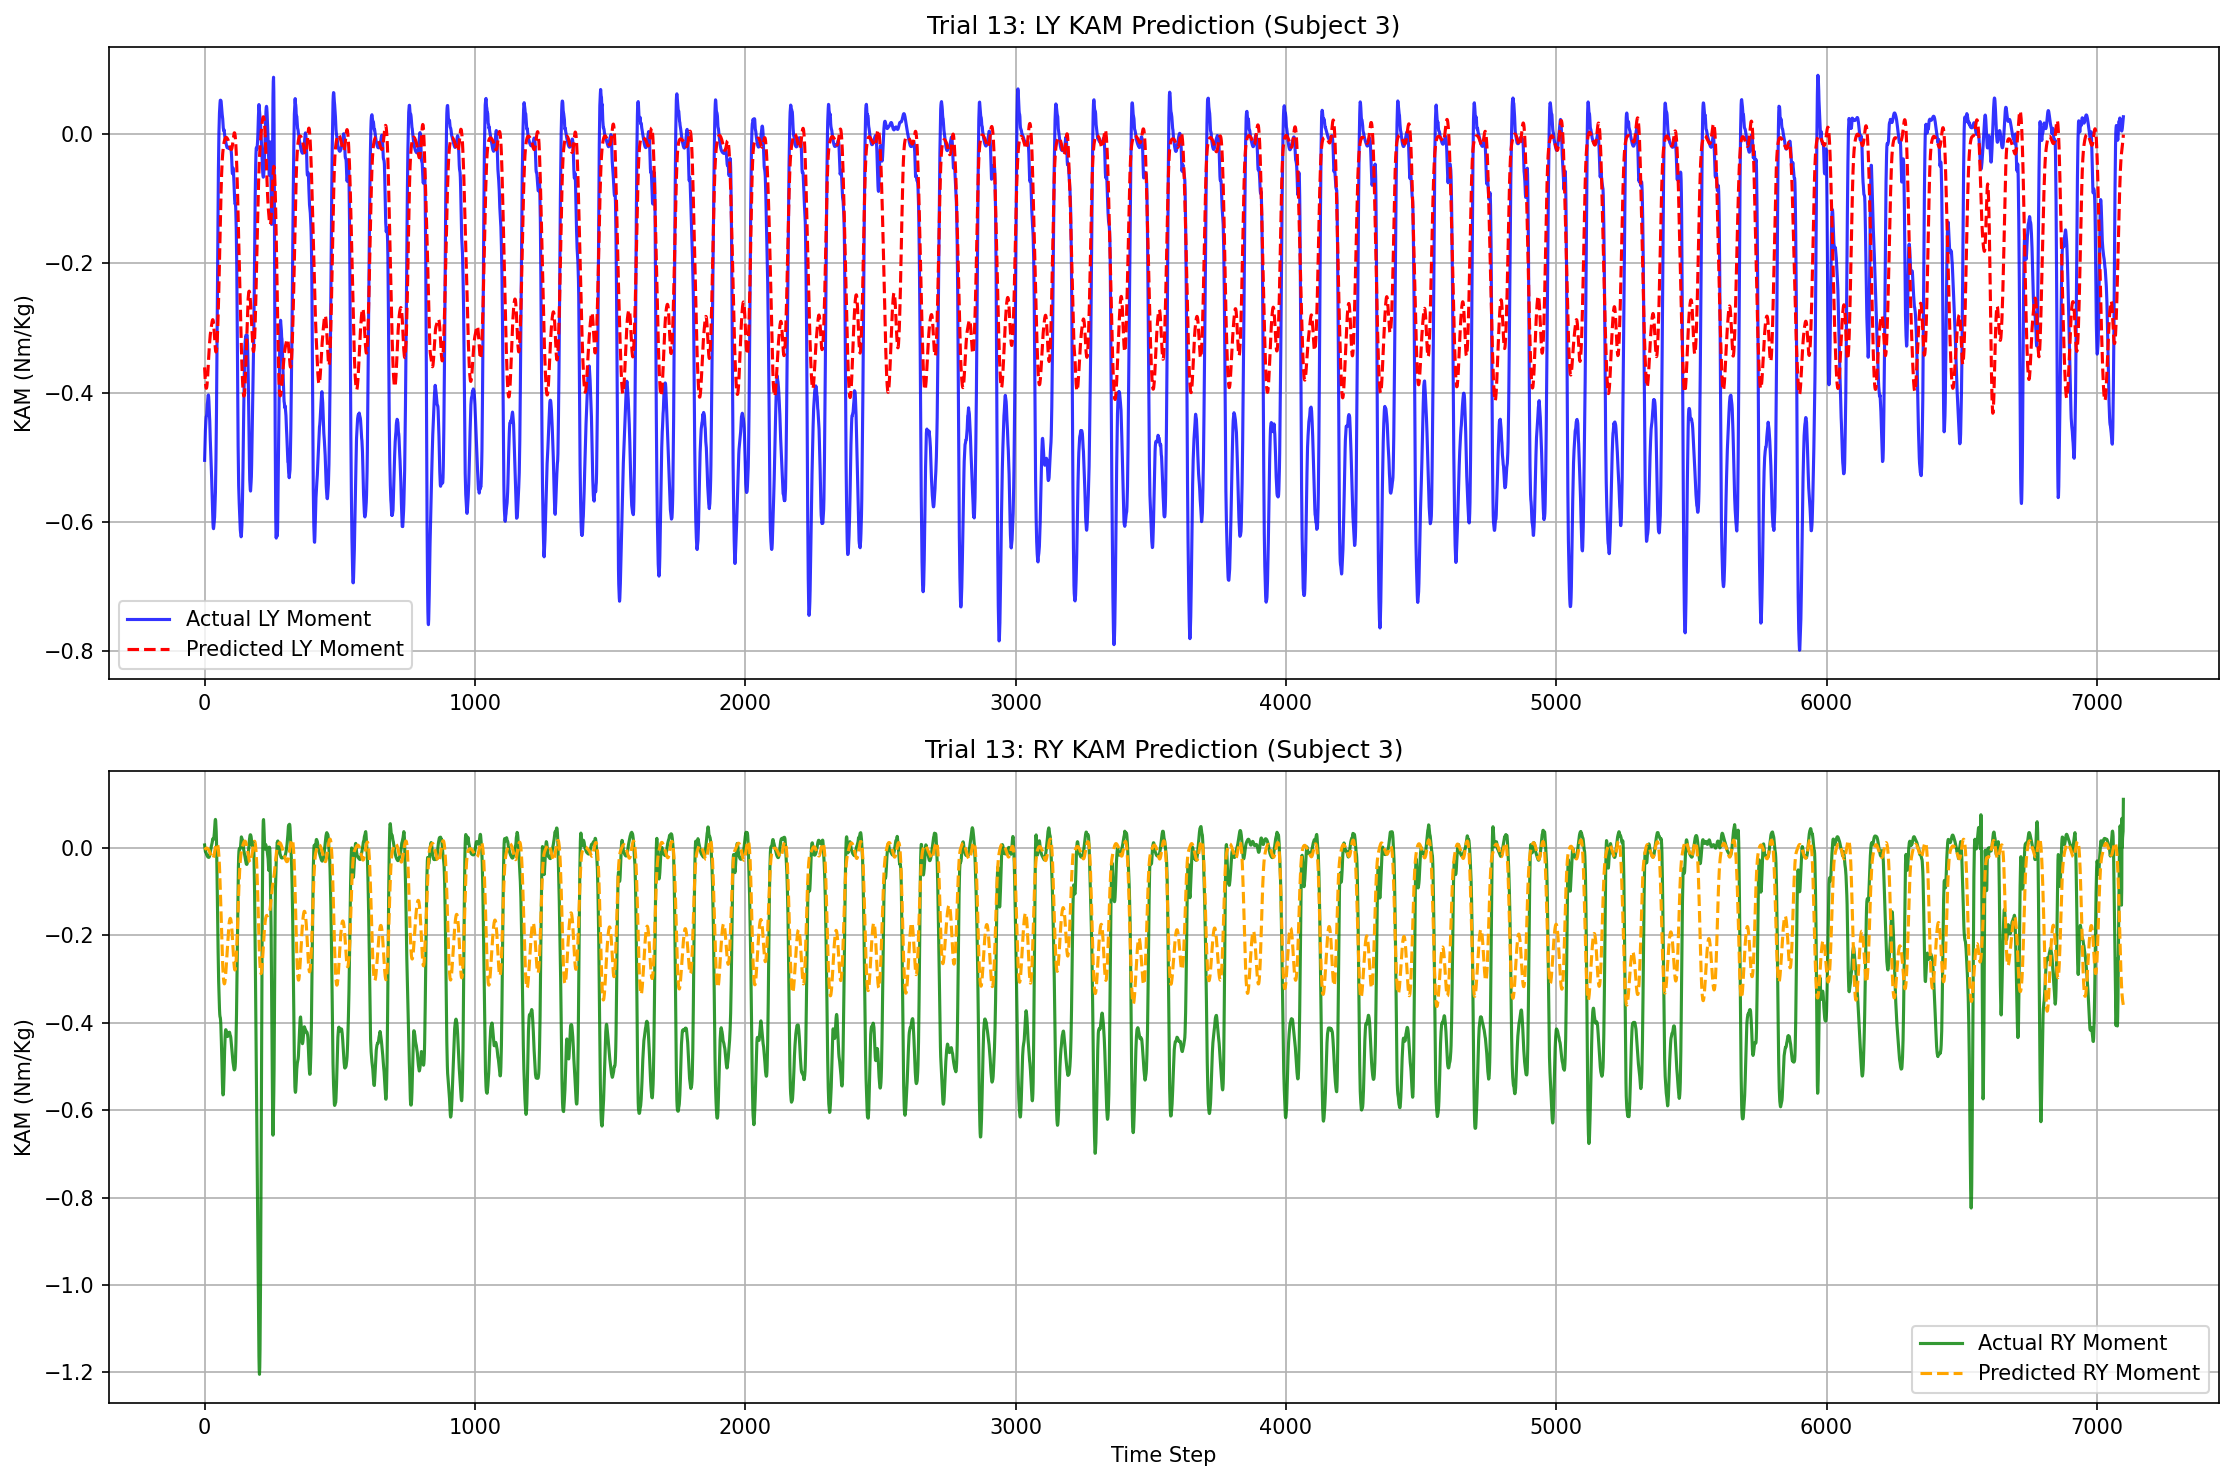 Trial 13: LY KAM Prediction (Subject 3)
KAM (Nm/Kg)
0.0
−0.2
−0.4
−0.6
−0.8
Actual LY Moment
Predicted LY Moment
0 1000 2000 3000 4000 5000 6000 7000
Trial 13: RY KAM Prediction (Subject 3)
KAM (Nm/Kg)
0.0
−0.2
−0.4
−0.6
−0.8
−1.0
−1.2
Actual RY Moment
Predicted RY Moment
0 1000 2000 3000 4000 5000 6000 7000
Time Step